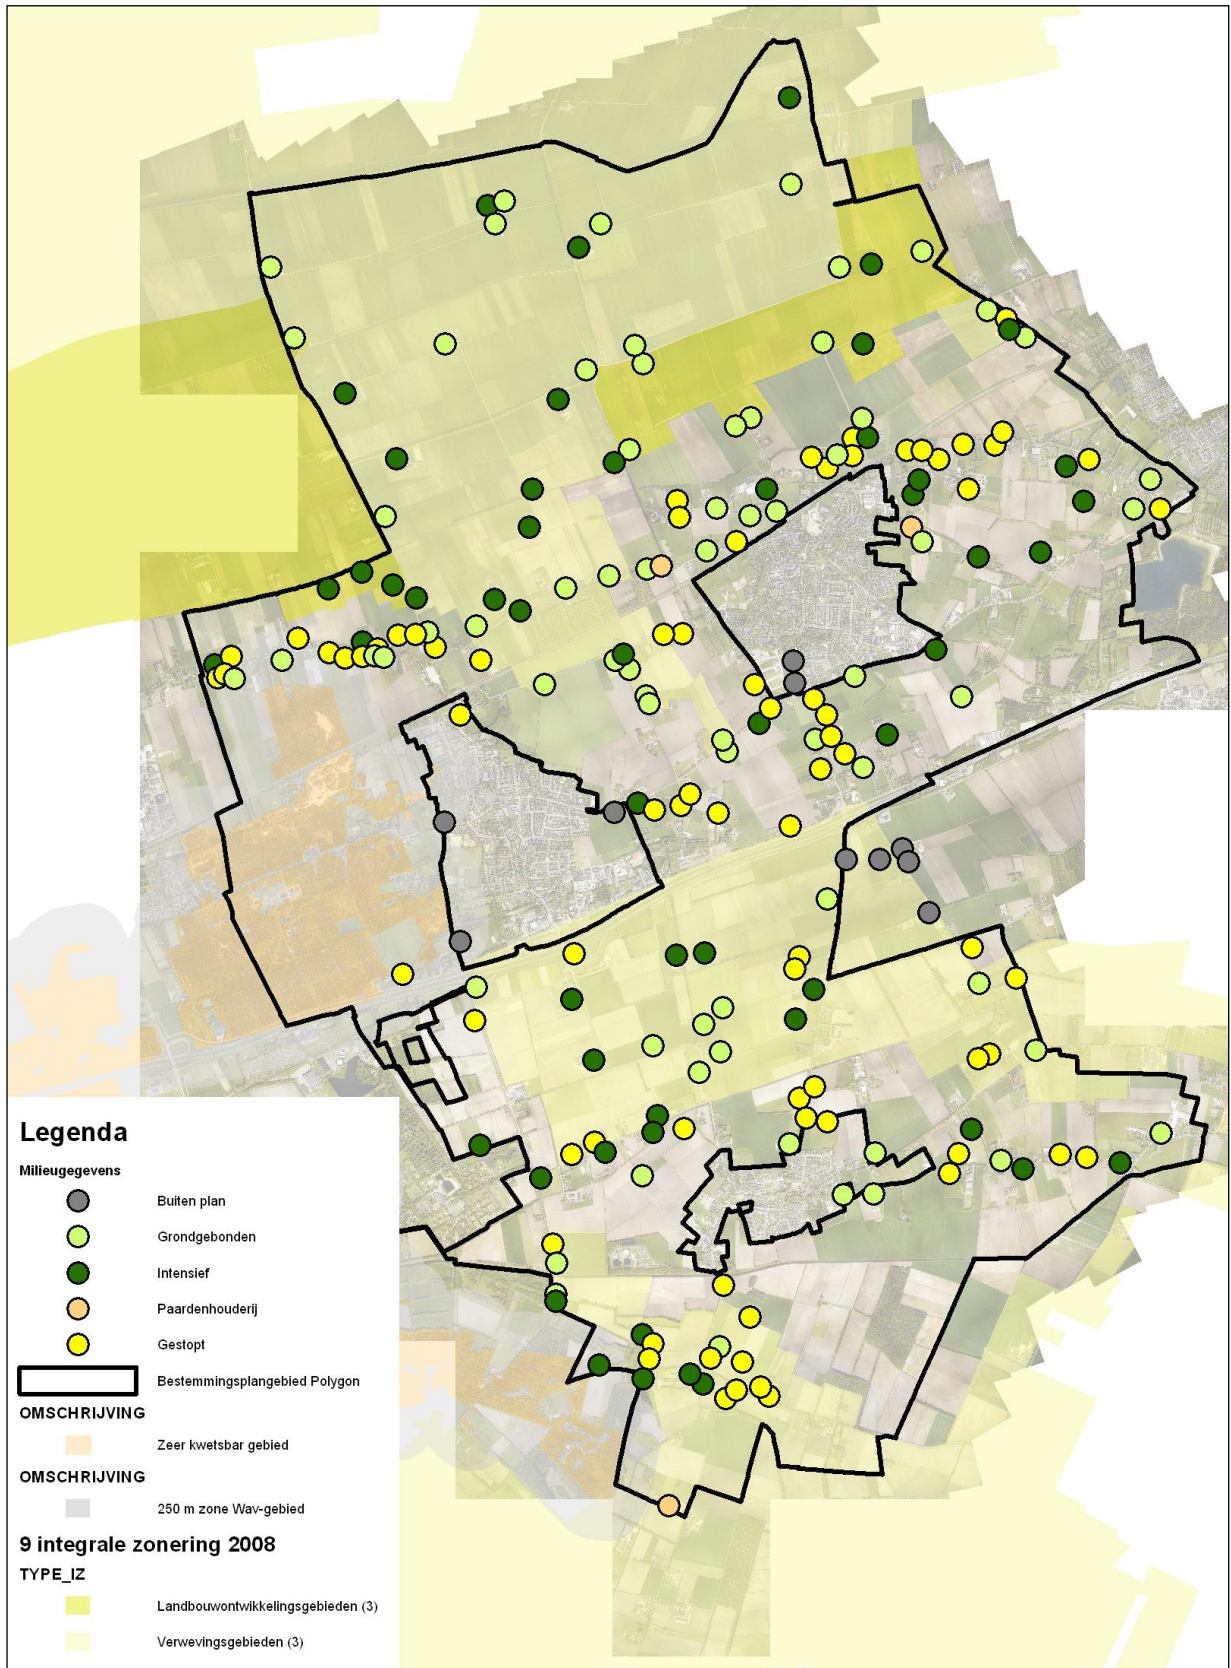 Legenda
Milieugegevens
Buiten plan
Grondgebonden
Intensief
Paardenhouderij
Gestopt
Bestemmingsplangebied Polygon
OMSCHRIJVING
Zeer kwetsbar gebied
OMSCHRIJVING
250 m zone Wav-gebied
9 integrale zonering 2008
TYPE_IZ
Landbouwontwikkelingsgebieden (3)
Verwevingsgebieden (3)